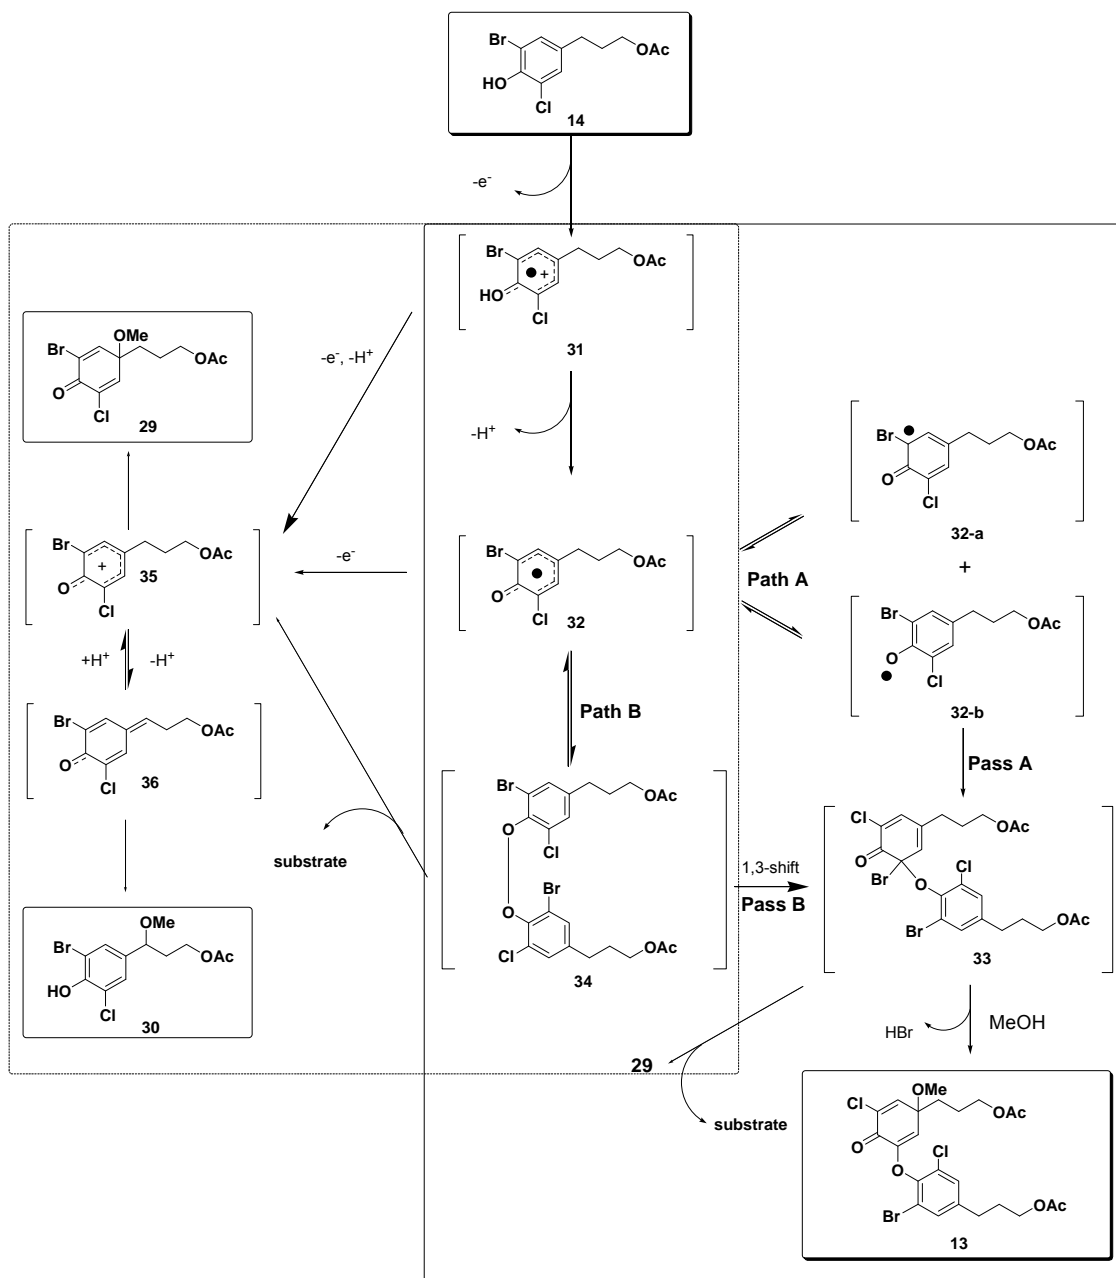 Br
OAc
HO
Cl
14
-e⁻
Br
OAc
HO
Cl
+
31
-e⁻, -H⁺
-H⁺
OMe
Br
OAc
O
Cl
29
Br
OAc
O
Cl
32-a
+
Path A
Br
OAc
O
Cl
32-b
Pass A
Br
OAc
+
35
O
Cl
-e⁻
Br
OAc
O
Cl
32
+H⁺
-H⁺
Path B
Br
OAc
O
Cl
36
substrate
Br
OAc
O
Cl
Br
O
Cl
OAc
34
1,3-shift
Pass B
Cl
OAc
O
Br
O
Cl
Br
OAc
33
OMe
Br
OAc
HO
Cl
30
HBr
MeOH
29
substrate
OMe
Cl
OAc
O
Cl
O
Br
OAc
13